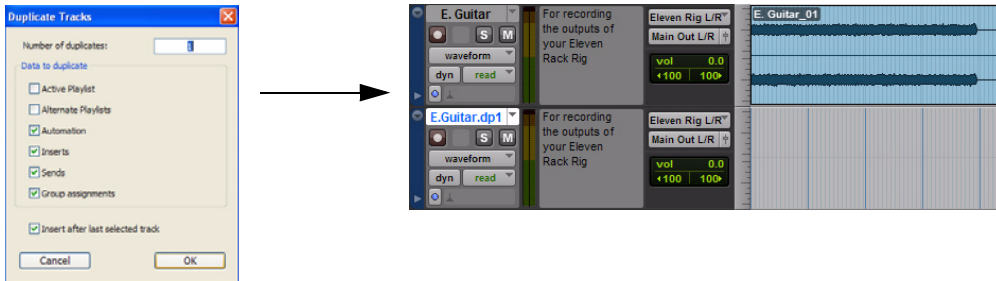 Duplicate Tracks
Number of duplicates: 1
Data to duplicate
Active Playlist
Alternate Playlists
Automation
Inserts
Sends
Group assignments
Insert after last selected track
Cancel OK
E. Guitar
S M
waveform
dyn read
For recording
the outputs of
your Eleven
Rack Rig
Eleven Rig L/R
Main Out L/R
vol 0.0
100 100
E. Guitar_01
E.Guitar.dp1
S M
waveform
dyn read
For recording
the outputs of
your Eleven
Rack Rig
Eleven Rig L/R
Main Out L/R
vol 0.0
100 100